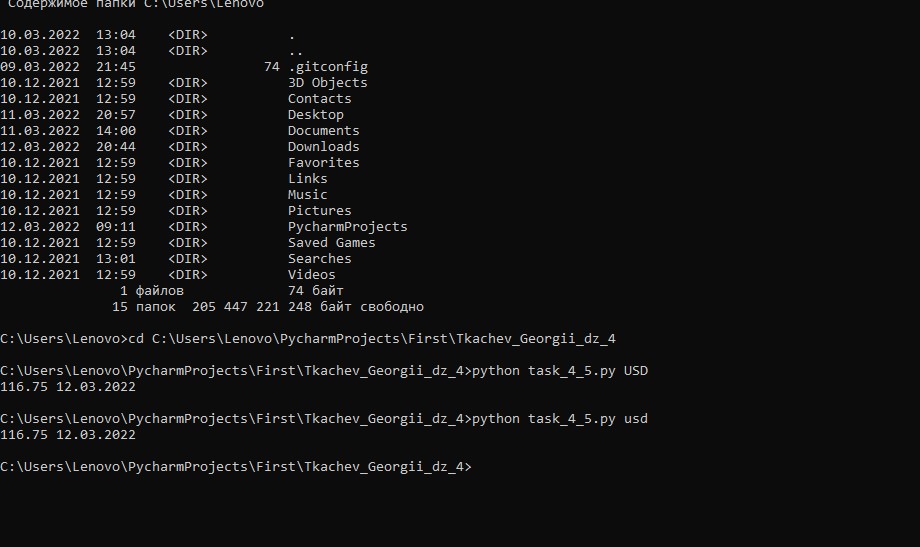 Содержимое папки C:\Users\Lenovo
10.03.2022  13:04    <DIR>          .
10.03.2022  13:04    <DIR>          ..
09.03.2022  21:45                74 .gitconfig
10.12.2021  12:59    <DIR>          3D Objects
10.12.2021  12:59    <DIR>          Contacts
11.03.2022  20:57    <DIR>          Desktop
11.03.2022  14:00    <DIR>          Documents
12.03.2022  20:44    <DIR>          Downloads
10.12.2021  12:59    <DIR>          Favorites
10.12.2021  12:59    <DIR>          Links
10.12.2021  12:59    <DIR>          Music
10.12.2021  12:59    <DIR>          Pictures
12.03.2022  09:11    <DIR>          PycharmProjects
10.12.2021  12:59    <DIR>          Saved Games
10.12.2021  13:01    <DIR>          Searches
10.12.2021  12:59    <DIR>          Videos
               1 файлов             74 байт
              15 папок  205 447 221 248 байт свободно
C:\Users\Lenovo>cd C:\Users\Lenovo\PycharmProjects\First\Tkachev_Georgii_dz_4
C:\Users\Lenovo\PycharmProjects\First\Tkachev_Georgii_dz_4>python task_4_5.py USD
116.75 12.03.2022
C:\Users\Lenovo\PycharmProjects\First\Tkachev_Georgii_dz_4>python task_4_5.py usd
116.75 12.03.2022
C:\Users\Lenovo\PycharmProjects\First\Tkachev_Georgii_dz_4>